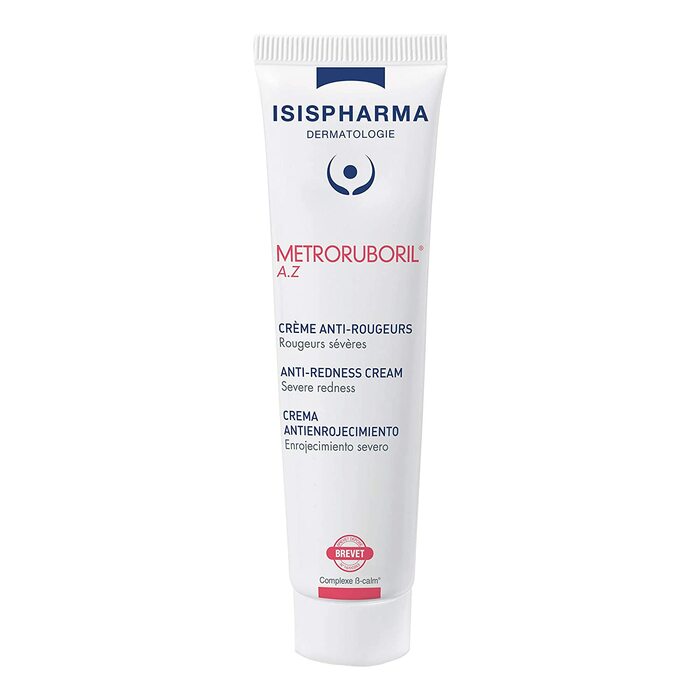 ISISPHARMA
DERMATOLOGIE
METRORUBORIL®
A.Z
CRÈME ANTI-ROUGEURS
Rougeurs sévères
ANTI-REDNESS CREAM
Severe redness
CREMA
ANTIENROJECIMIENTO
Enrojecimiento severo
BREVET
Complexe ß-calm®